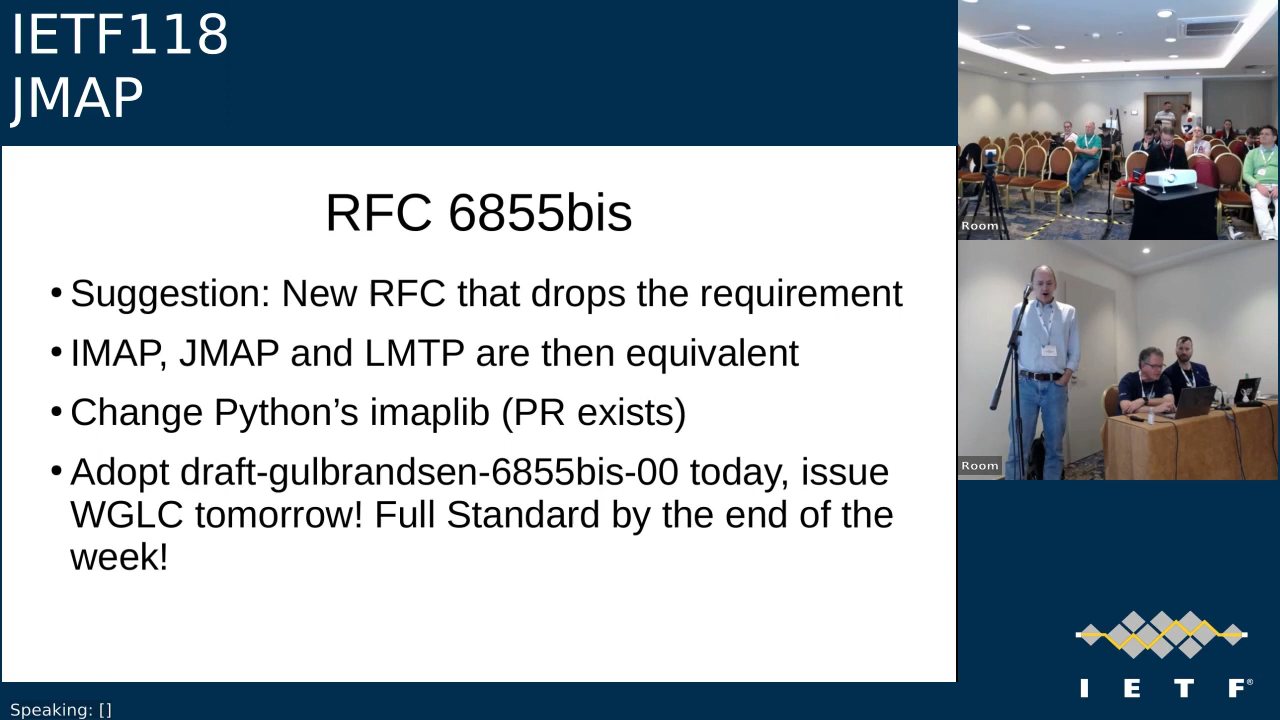 IETF118
JMAP
RFC 6855bis
• Suggestion: New RFC that drops the requirement
• IMAP, JMAP and LMTP are then equivalent
• Change Python’s imaplib (PR exists)
• Adopt draft-gulbrandsen-6855bis-00 today, issue
WGLC tomorrow! Full Standard by the end of the
week!
Room
Room
I E T F®
Speaking: []